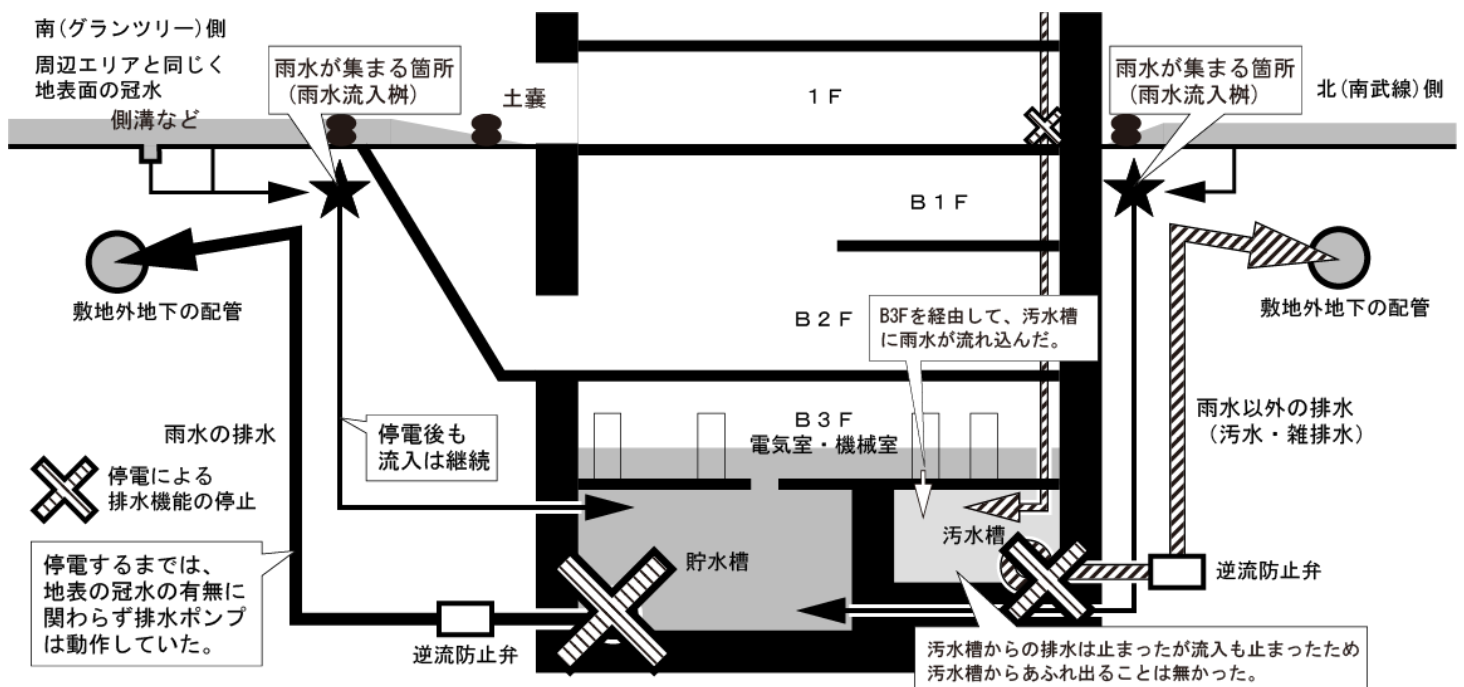 南(グランツリー)側
周辺エリアと同じく
地表面の冠水
側溝など
雨水が集まる箇所
(雨水流入桝)
土嚢
1F
雨水が集まる箇所
(雨水流入桝)
北(南武線)側
B1F
敷地外地下の配管
B2F
B3Fを経由して、汚水槽
に雨水が流れ込んだ。
敷地外地下の配管
雨水の排水
停電後も
流入は継続
B3F
電気室・機械室
雨水以外の排水
(汚水・雑排水)
停電による
排水機能の停止
停電するまでは、
地表の冠水の有無に
関わらず排水ポンプ
は動作していた。
貯水槽
汚水槽
逆流防止弁
逆流防止弁
汚水槽からの排水は止まったが流入も止まったため
汚水槽からあふれ出ることは無かった。